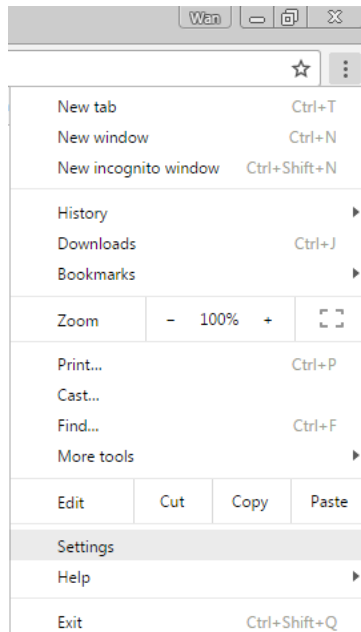 Wan
New tab Ctrl+T
New window Ctrl+N
New incognito window Ctrl+Shift+N
History
Downloads Ctrl+J
Bookmarks
Zoom - 100% +
Print... Ctrl+P
Cast...
Find... Ctrl+F
More tools
Edit Cut Copy Paste
Settings
Help
Exit Ctrl+Shift+Q